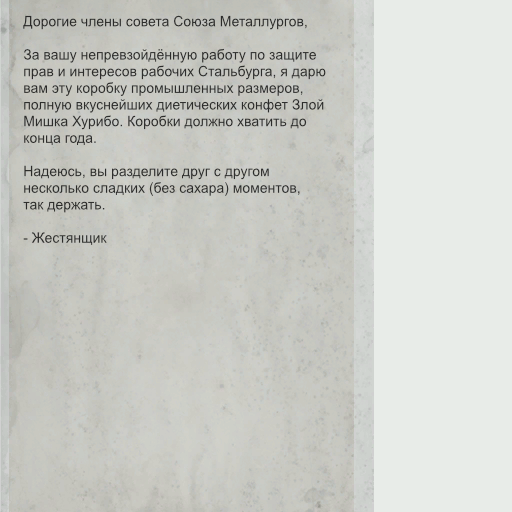 Дорогие члены совета Союза Металлургов,
За вашу непревзойдённую работу по защите
прав и интересов рабочих Стальбурга, я дарю
вам эту коробку промышленных размеров,
полную вкуснейших диетических конфет Злой
Мишка Хурибо. Коробки должно хватить до
конца года.
Надеюсь, вы разделите друг с другом
несколько сладких (без сахара) моментов,
так держать.
- Жестянщик